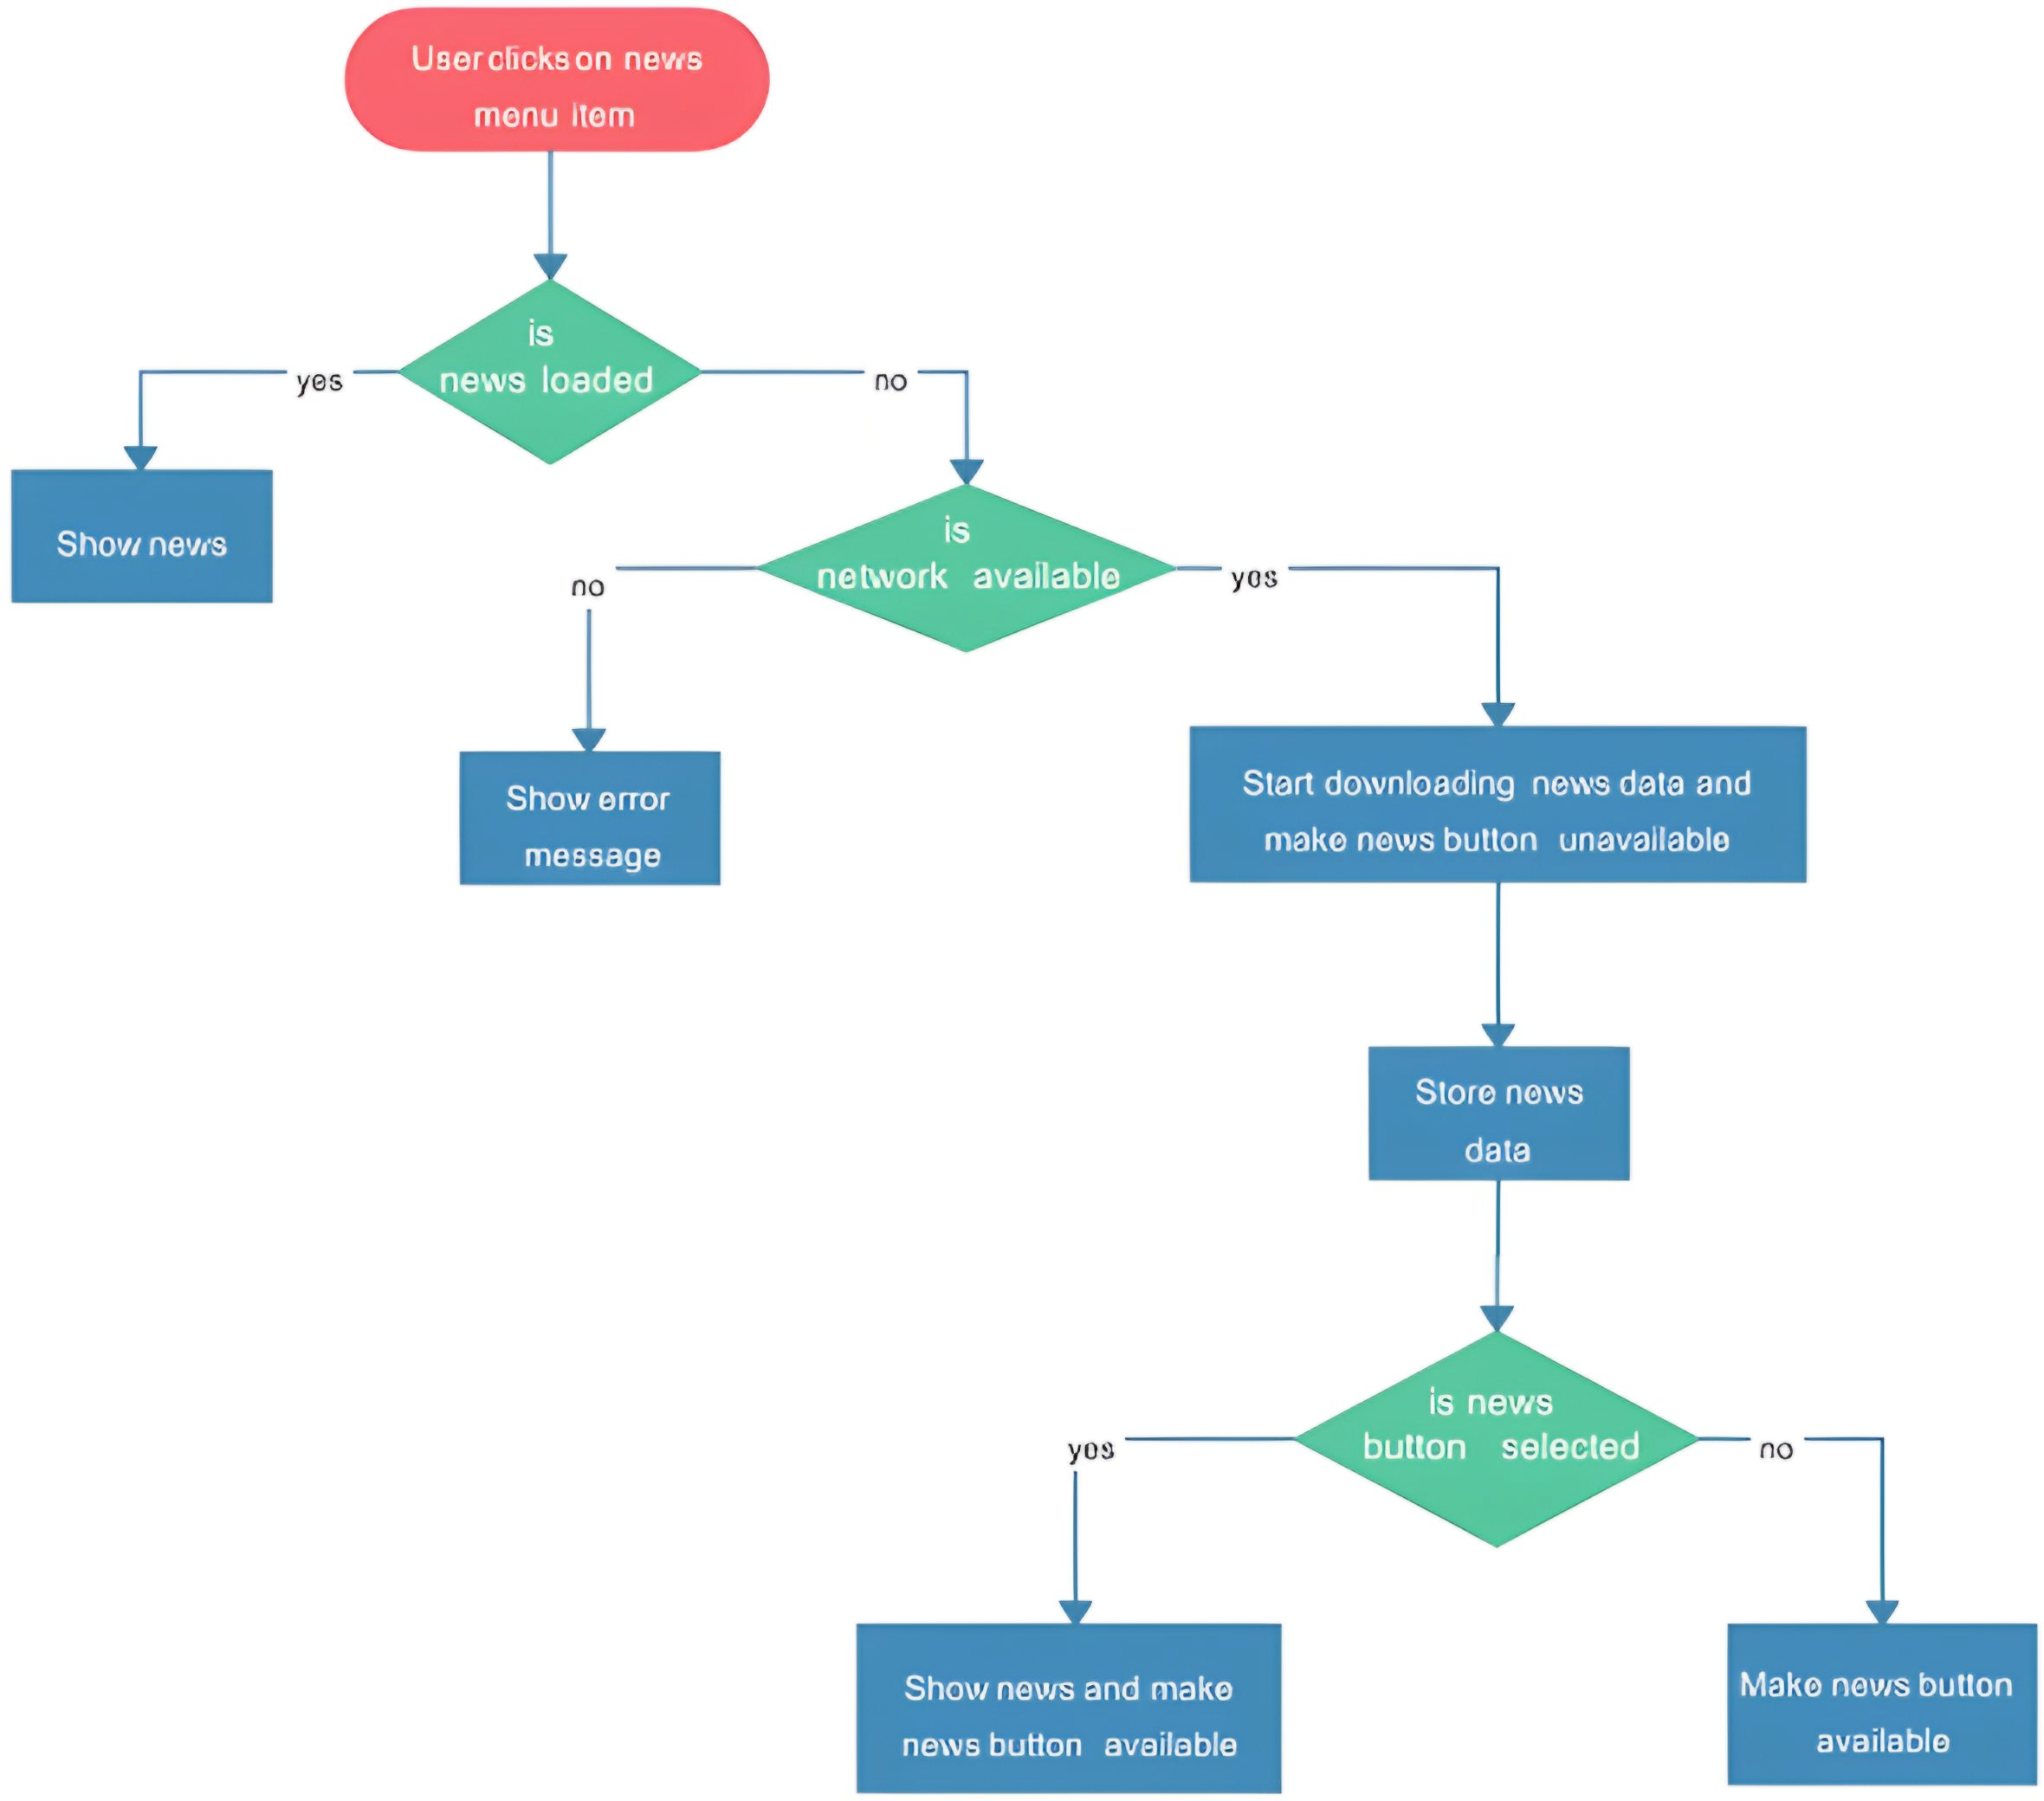 User clicks on news
menu item
is
news loaded
yes
no
Show news
is
network available
no
yes
Show error
message
Start downloading news data and
make news button unavailable
Store news
data
is news
button selected
yes
no
Show news and make
news button available
Make news button
available